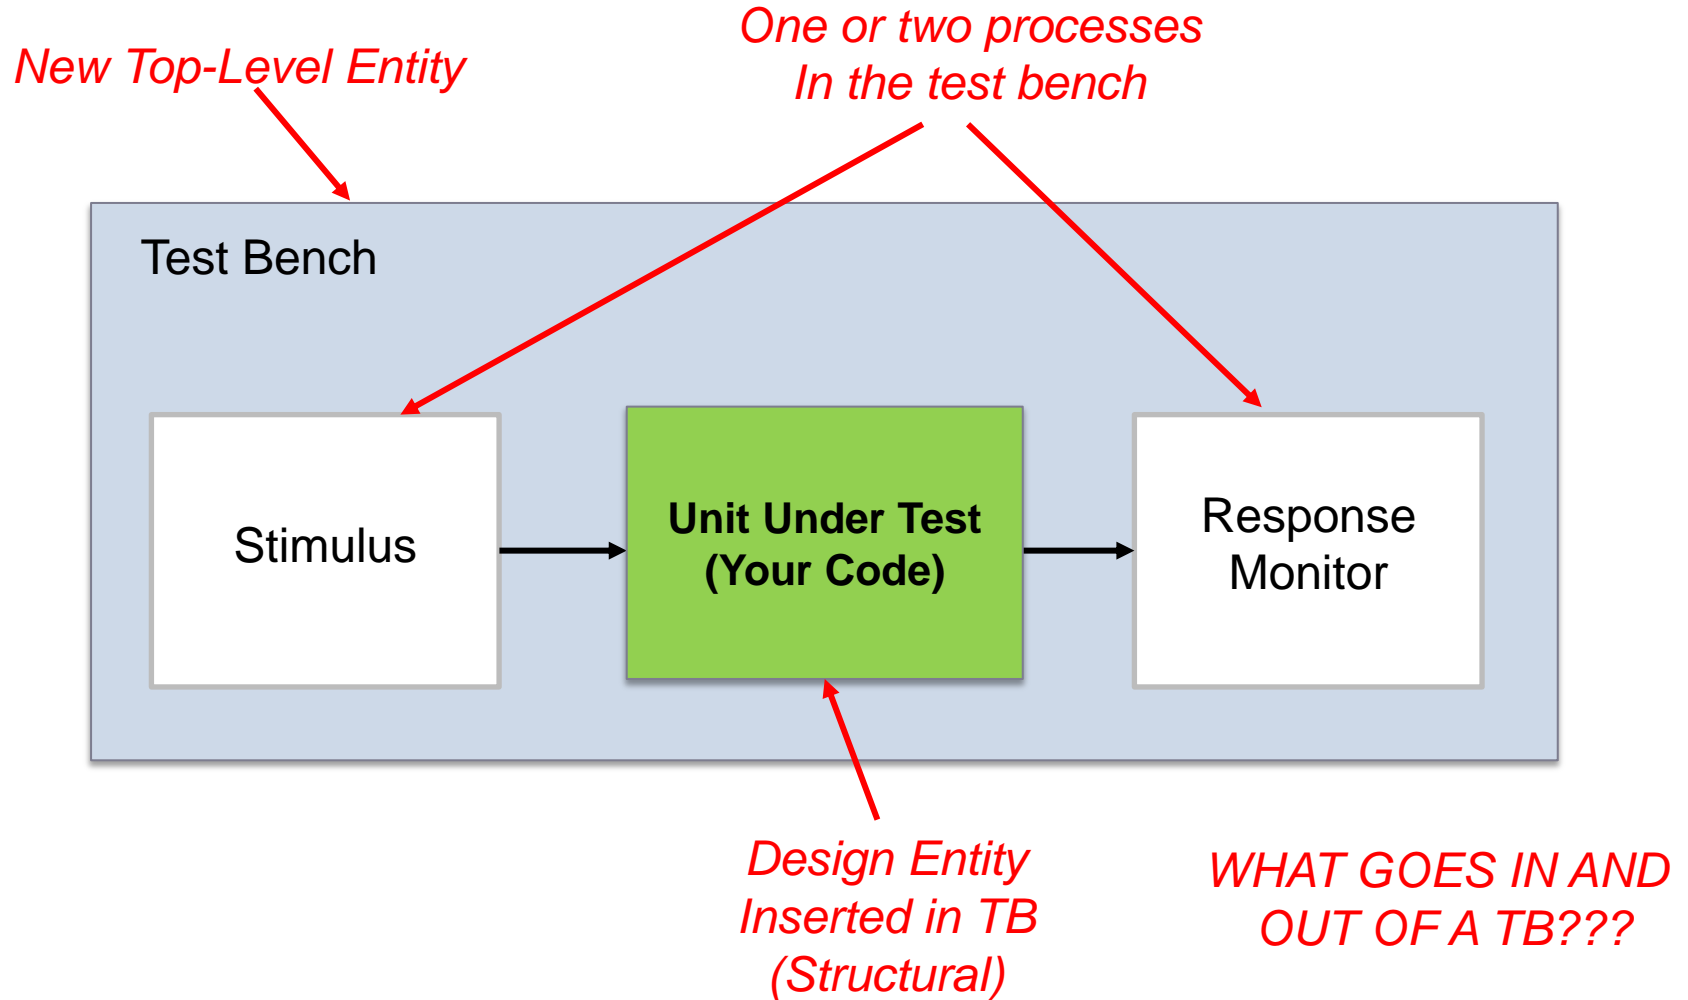 New Top-Level Entity
One or two processes
In the test bench
Test Bench
Stimulus
Unit Under Test
(Your Code)
Response
Monitor
Design Entity
Inserted in TB
(Structural)
WHAT GOES IN AND
OUT OF A TB???